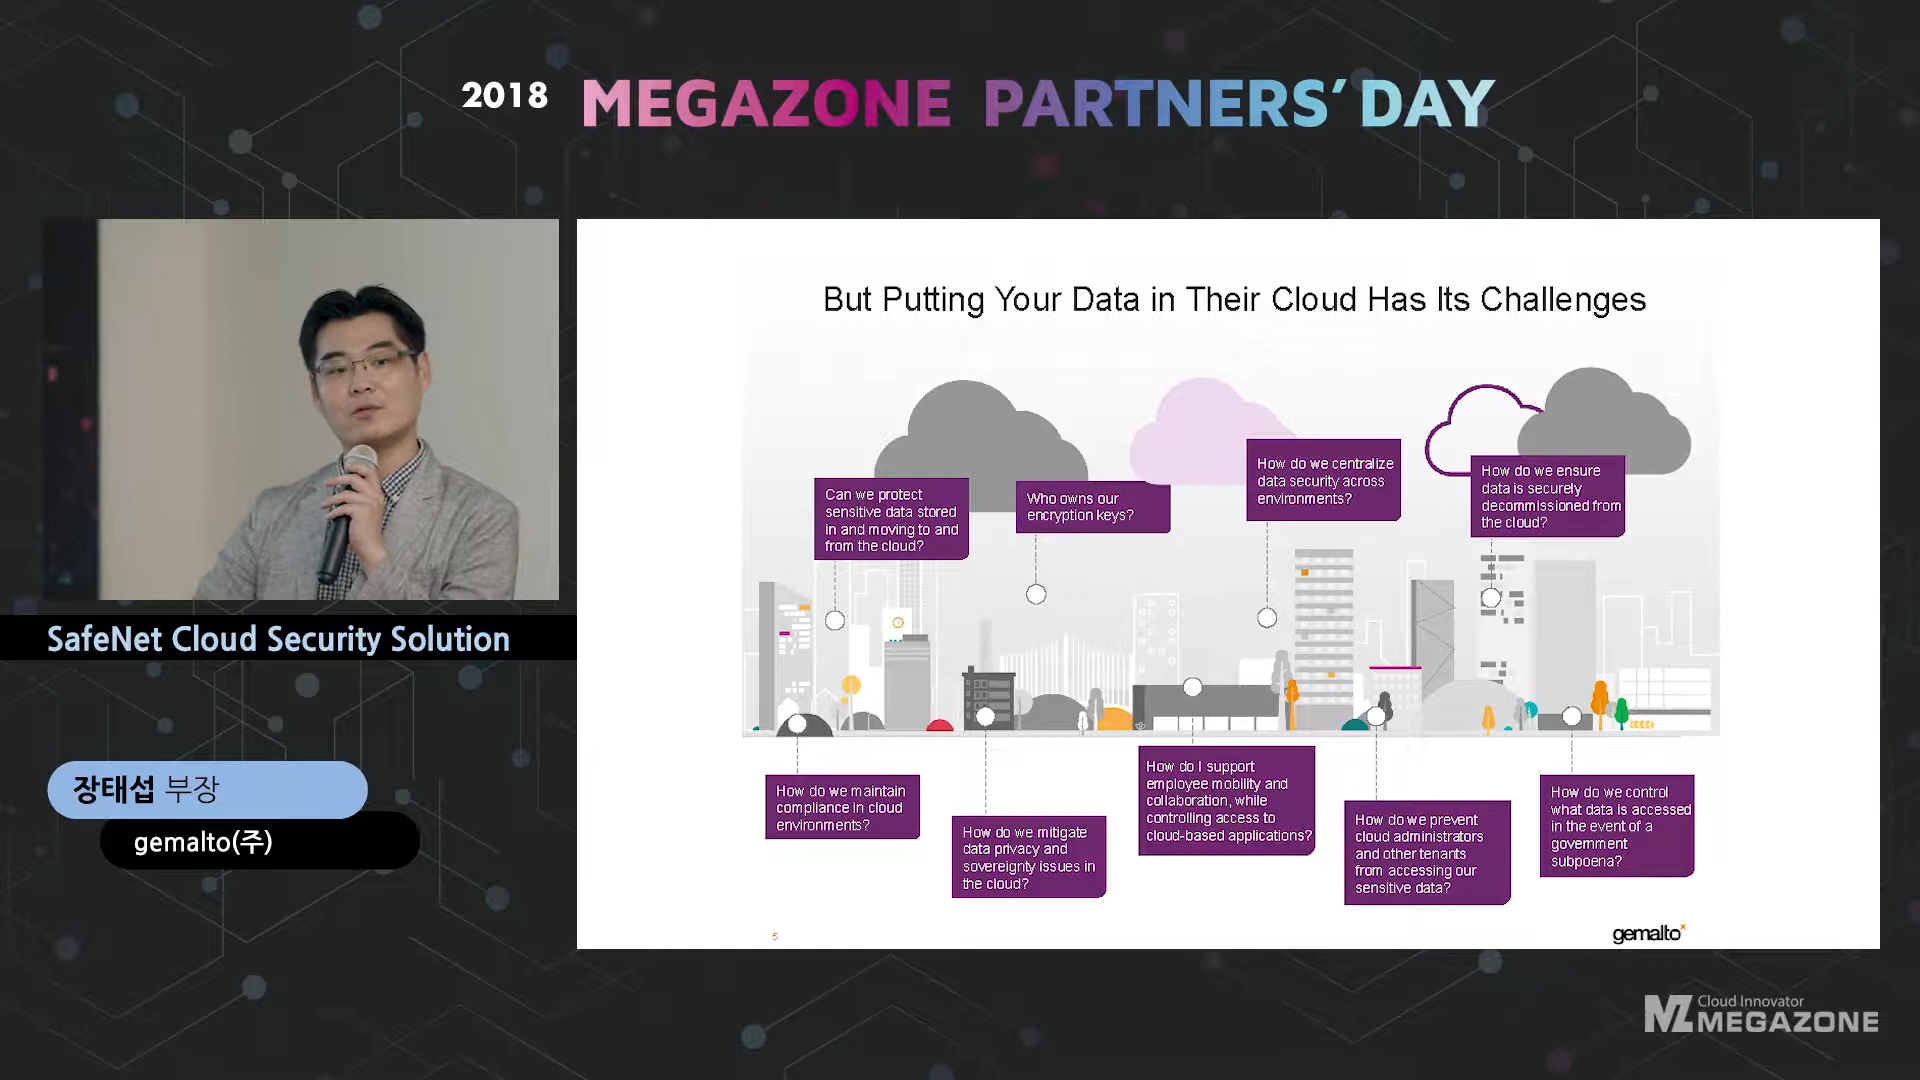 2018 MEGAZONE PARTNERS’ DAY
SafeNet Cloud Security Solution
장태섭 부장
gemalto(주)
But Putting Your Data in Their Cloud Has Its Challenges
Can we protect
sensitive data stored
in and moving to and
from the cloud?
Who owns our
encryption keys?
How do we centralize
data security across
environments?
How do we ensure
data is securely
decommissioned from
the cloud?
How do we maintain
compliance in cloud
environments?
How do we mitigate
data privacy and
sovereignty issues in
the cloud?
How do I support
employee mobility and
collaboration, while
controlling access to
cloud-based applications?
How do we prevent
cloud administrators
and other tenants
from accessing our
sensitive data?
How do we control
what data is accessed
in the event of a
government
subpoena?
5
gemalto
MZ Cloud Innovator
MEGAZONE